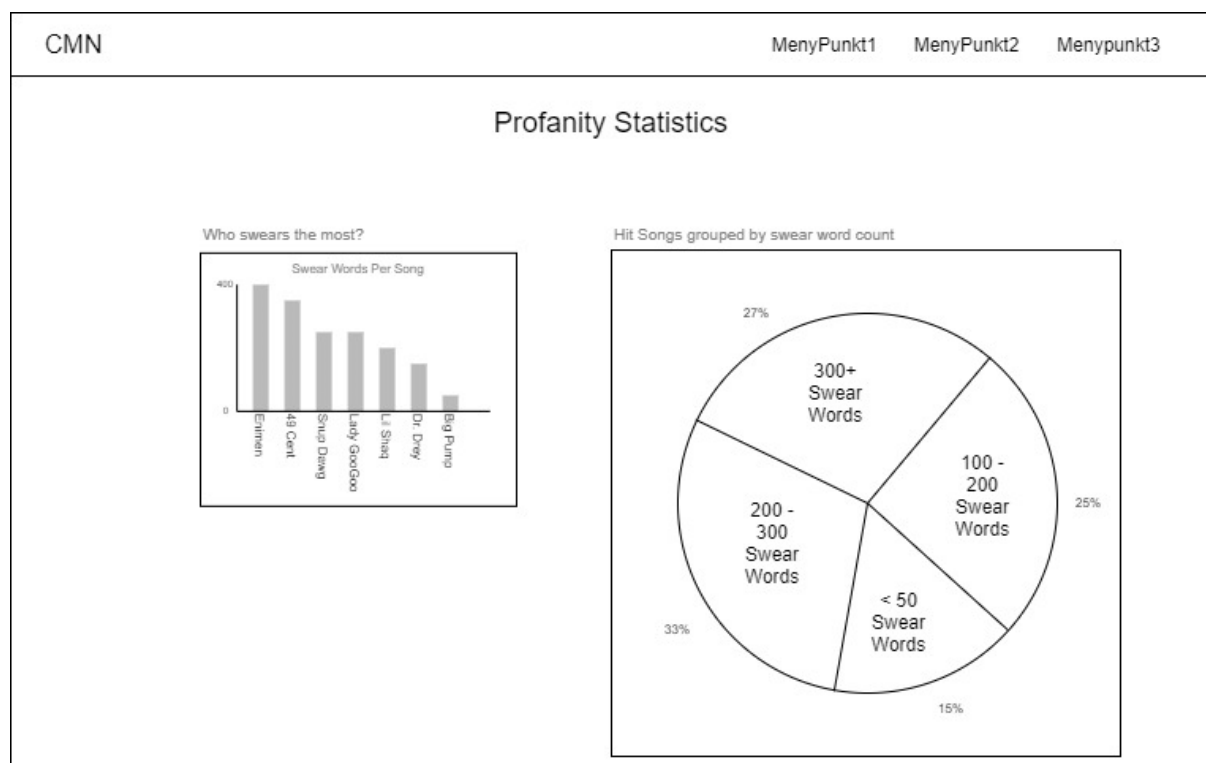 CMN
MenyPunkt1
MenyPunkt2
Menypunkt3
Profanity Statistics
Who swears the most?
Swear Words Per Song
400
0
Enimen
49 Cent
Snup Dawg
Lady GooGoo
Lil Shaq
Dr. Drey
Big Pump
Hit Songs grouped by swear word count
27%
300+
Swear
Words
100 -
200
Swear
Words
25%
200 -
300
Swear
Words
< 50
Swear
Words
33%
15%